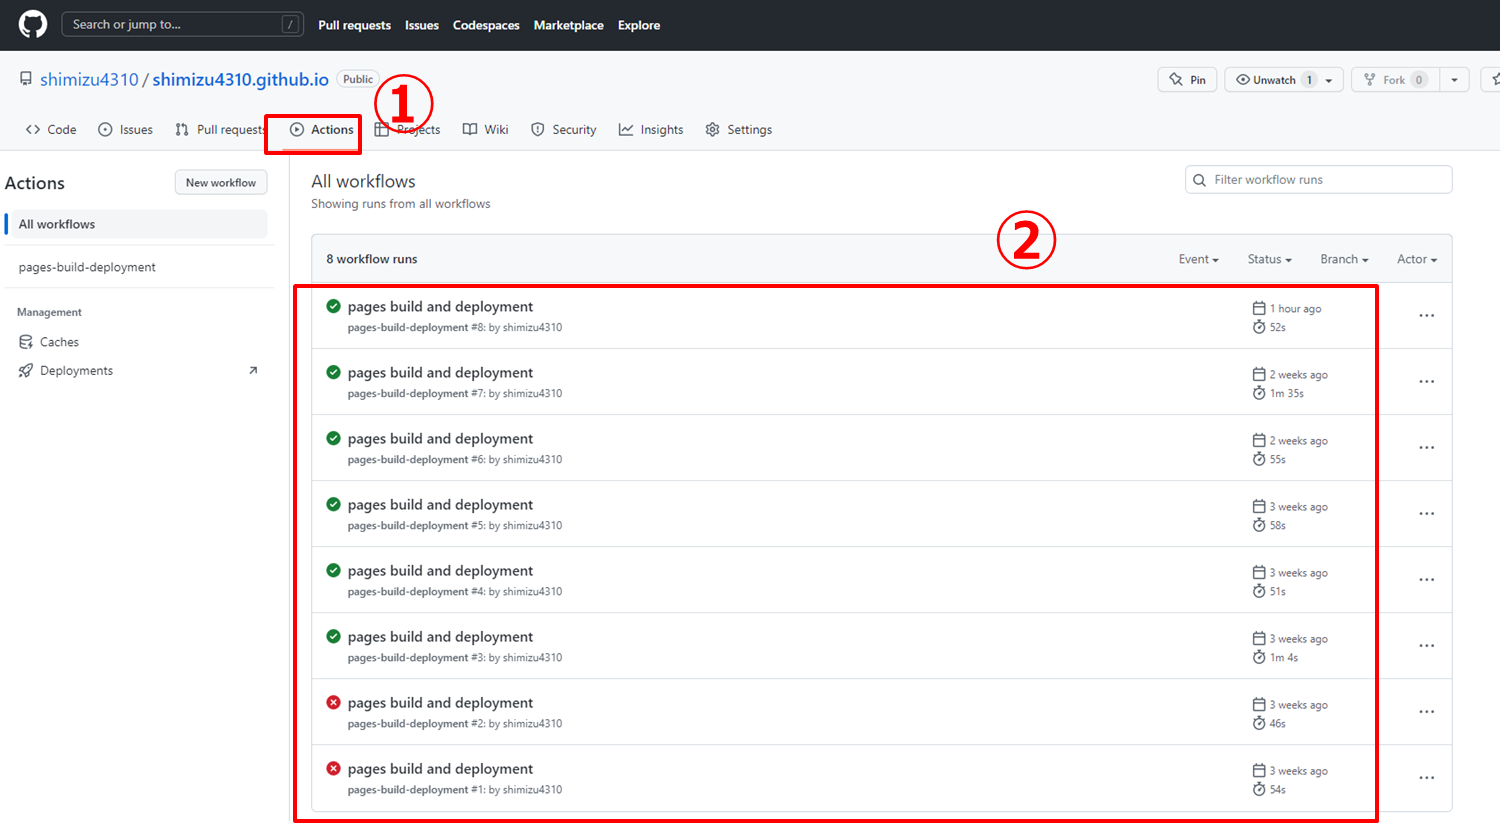 Search or jump to... /
Pull requests Issues Codespaces Marketplace Explore
shimizu4310 / shimizu4310.github.io Public
Pin Unwatch 1 Fork 0
①
Code Issues Pull requests Actions Projects Wiki Security Insights Settings
Actions New workflow
All workflows
pages-build-deployment
Management
Caches
Deployments
All workflows
Showing runs from all workflows
Filter workflow runs
②
8 workflow runs Event Status Branch Actor
pages build and deployment 1 hour ago
pages-build-deployment #8: by shimizu4310 52s
pages build and deployment 2 weeks ago
pages-build-deployment #7: by shimizu4310 1m 35s
pages build and deployment 2 weeks ago
pages-build-deployment #6: by shimizu4310 55s
pages build and deployment 3 weeks ago
pages-build-deployment #5: by shimizu4310 58s
pages build and deployment 3 weeks ago
pages-build-deployment #4: by shimizu4310 51s
pages build and deployment 3 weeks ago
pages-build-deployment #3: by shimizu4310 1m 4s
pages build and deployment 3 weeks ago
pages-build-deployment #2: by shimizu4310 46s
pages build and deployment 3 weeks ago
pages-build-deployment #1: by shimizu4310 54s